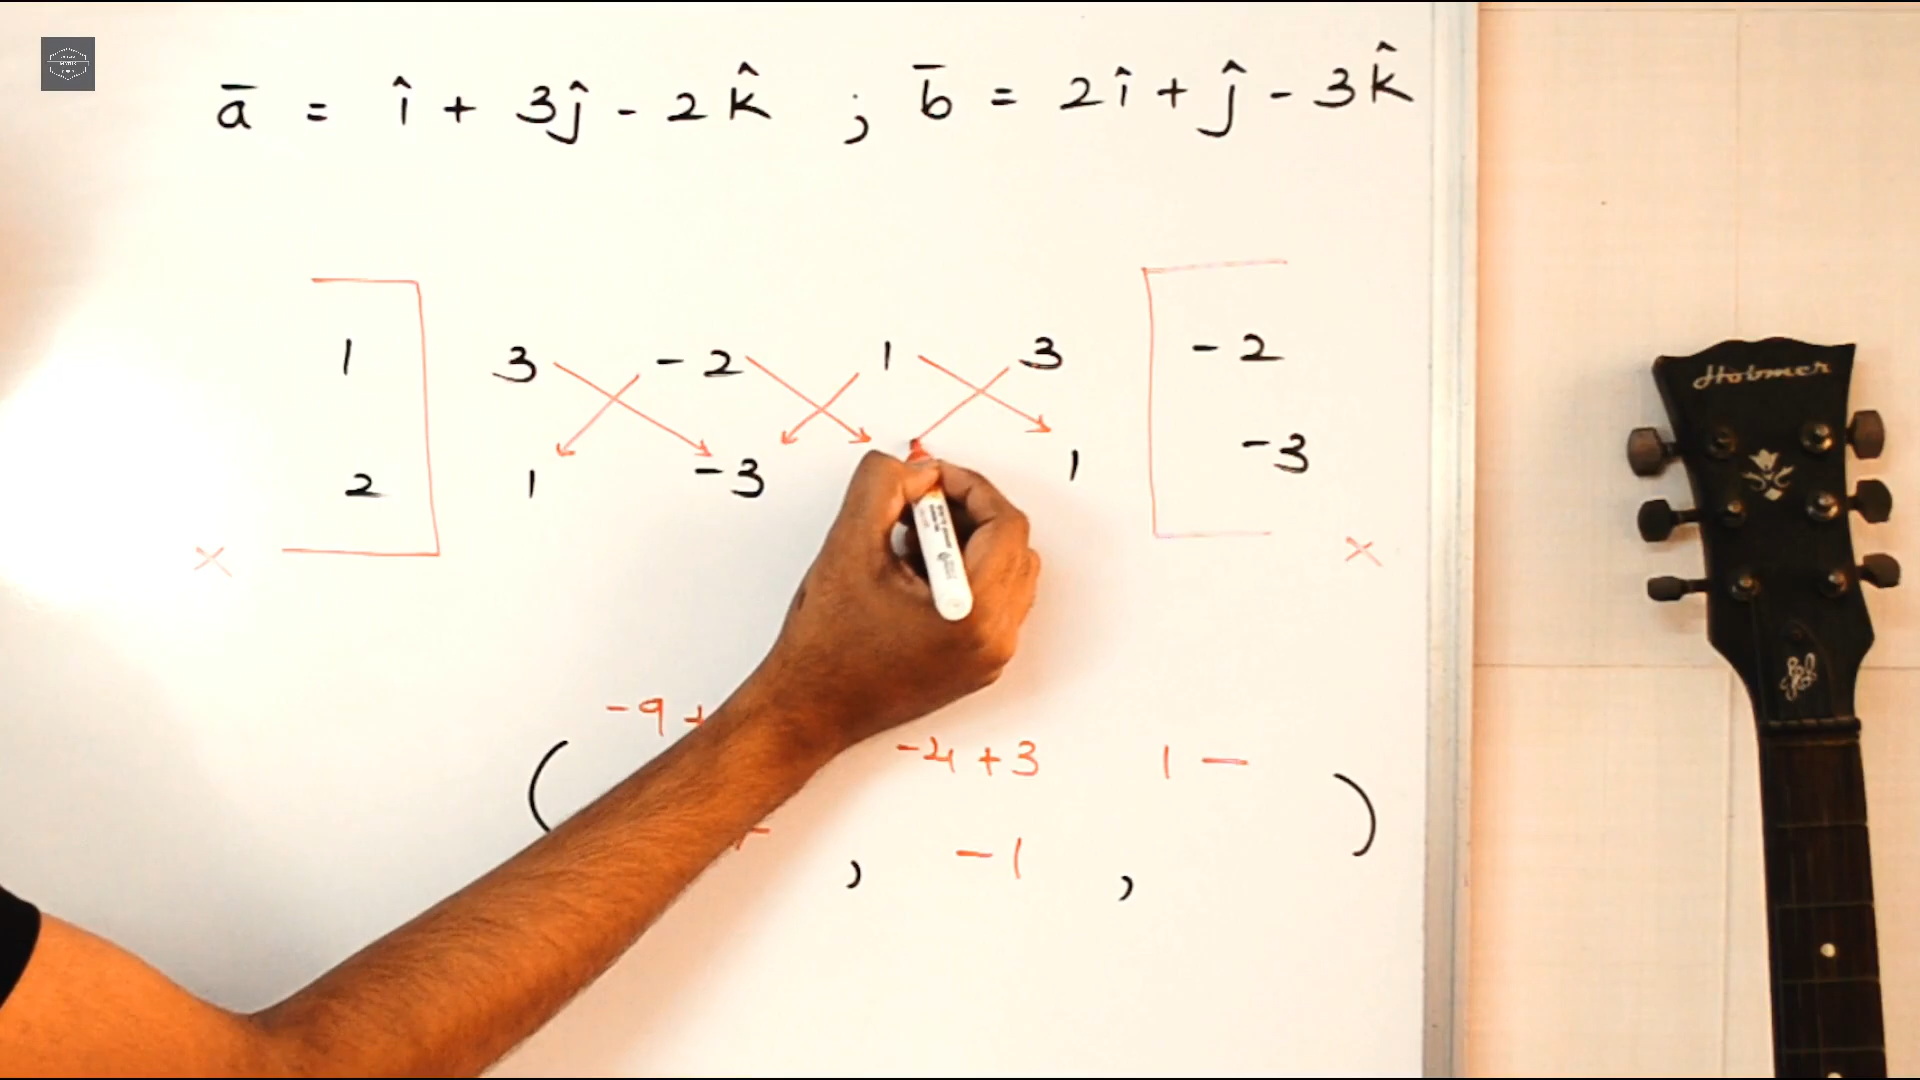 a̅ = î + 3ĵ - 2k̂ ; b̅ = 2î + ĵ - 3k̂
1 3 -2 1 3 -2
2 1 -3 1 -3
× ×
( -9 + -4+3 1 - )
, -1 ,
Hobmer